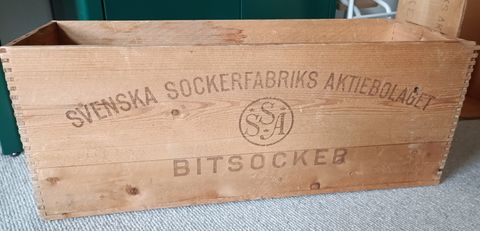 SVENSKA SOCKERFABRIKS AKTIEBOLAGET
SSA
BITSOCKER